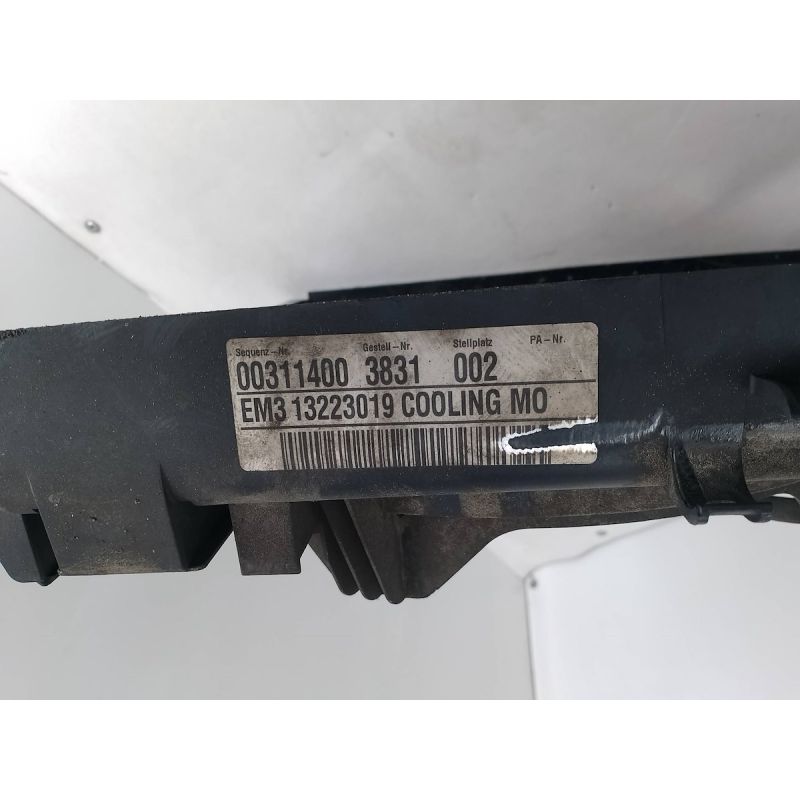 Sequenz-Nr. Gestell-Nr. Stellplatz PA-Nr.
00311400 3831 002
EM3 13223019 COOLING MO